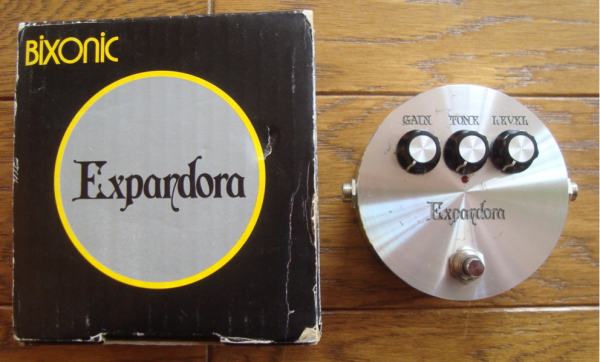 BIXONIC
Expandora
GAIN TONE LEVEL
Expandora